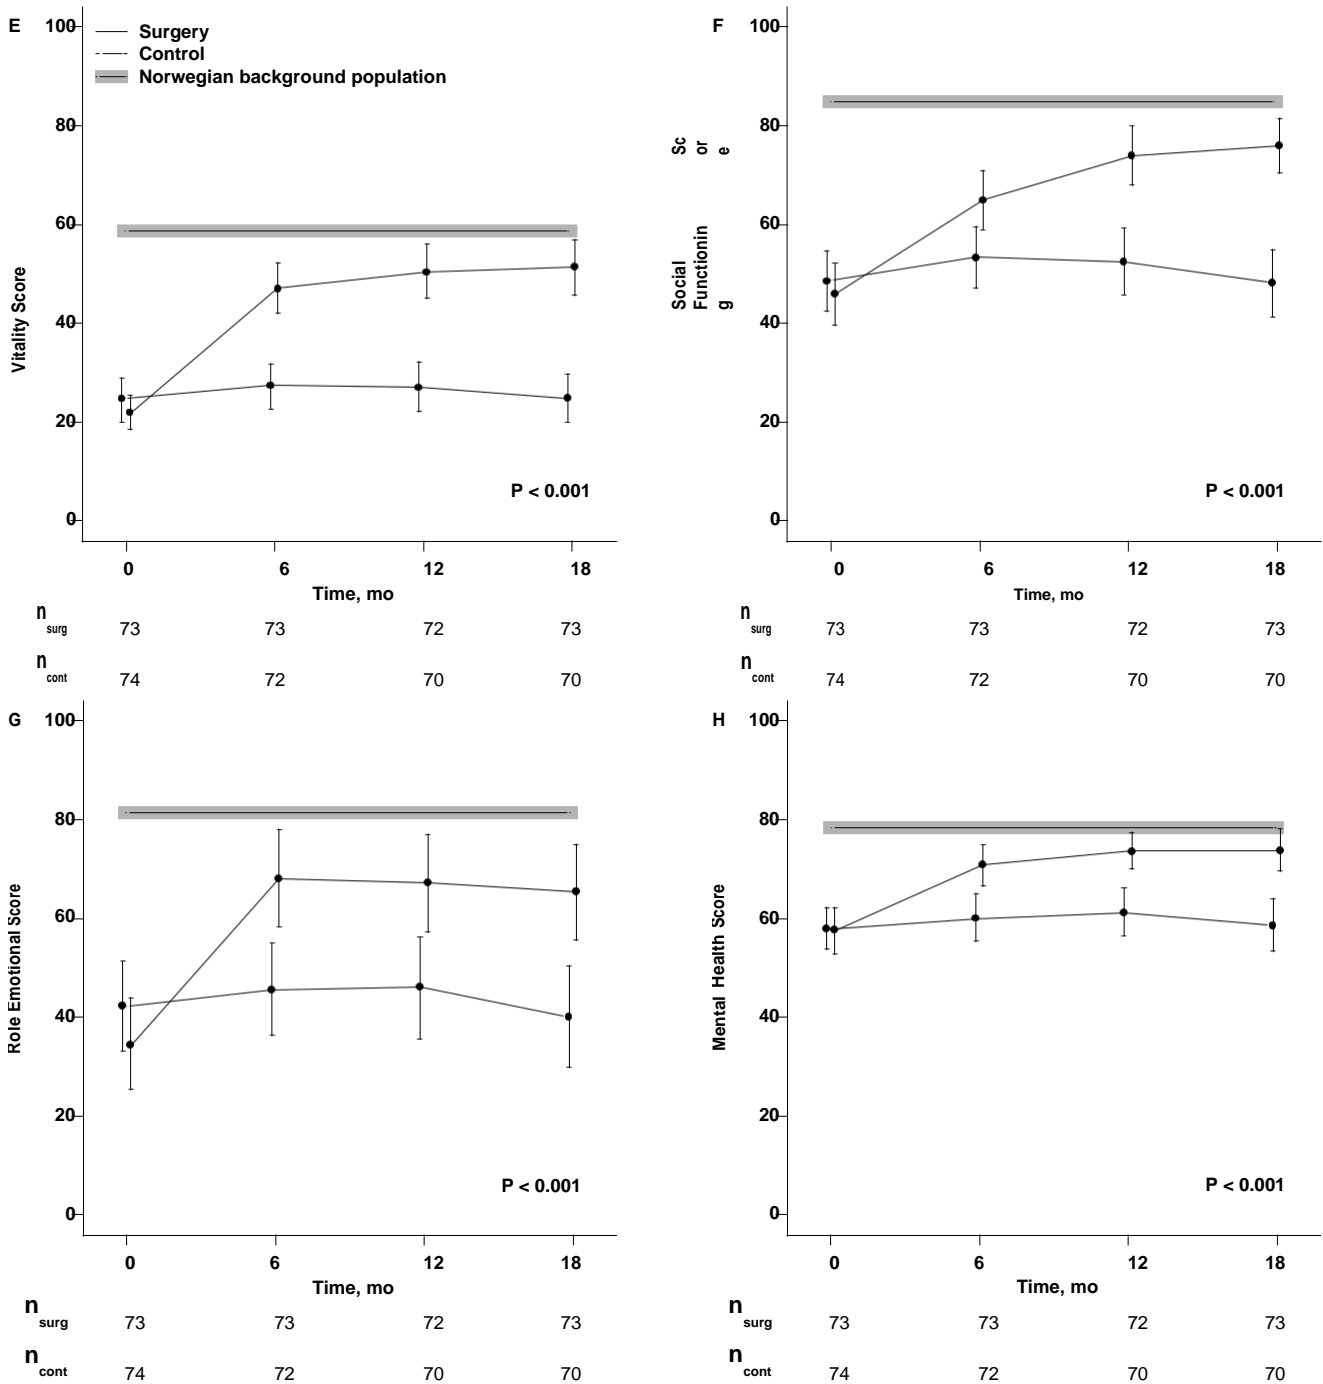 E
100
Surgery
Control
Norwegian background population
80
60
40
20
0
Vitality Score
P < 0.001
0 6 12 18
Time, mo
n surg 73 73 72 73
n cont 74 72 70 70
F
100
80
60
40
20
0
Sc
or
e
Social
Functionin
g
P < 0.001
0 6 12 18
Time, mo
n surg 73 73 72 73
n cont 74 72 70 70
G
100
80
60
40
20
0
Role Emotional Score
P < 0.001
0 6 12 18
Time, mo
n surg 73 73 72 73
n cont 74 72 70 70
H
100
80
60
40
20
0
Mental Health Score
P < 0.001
0 6 12 18
Time, mo
n surg 73 73 72 73
n cont 74 72 70 70